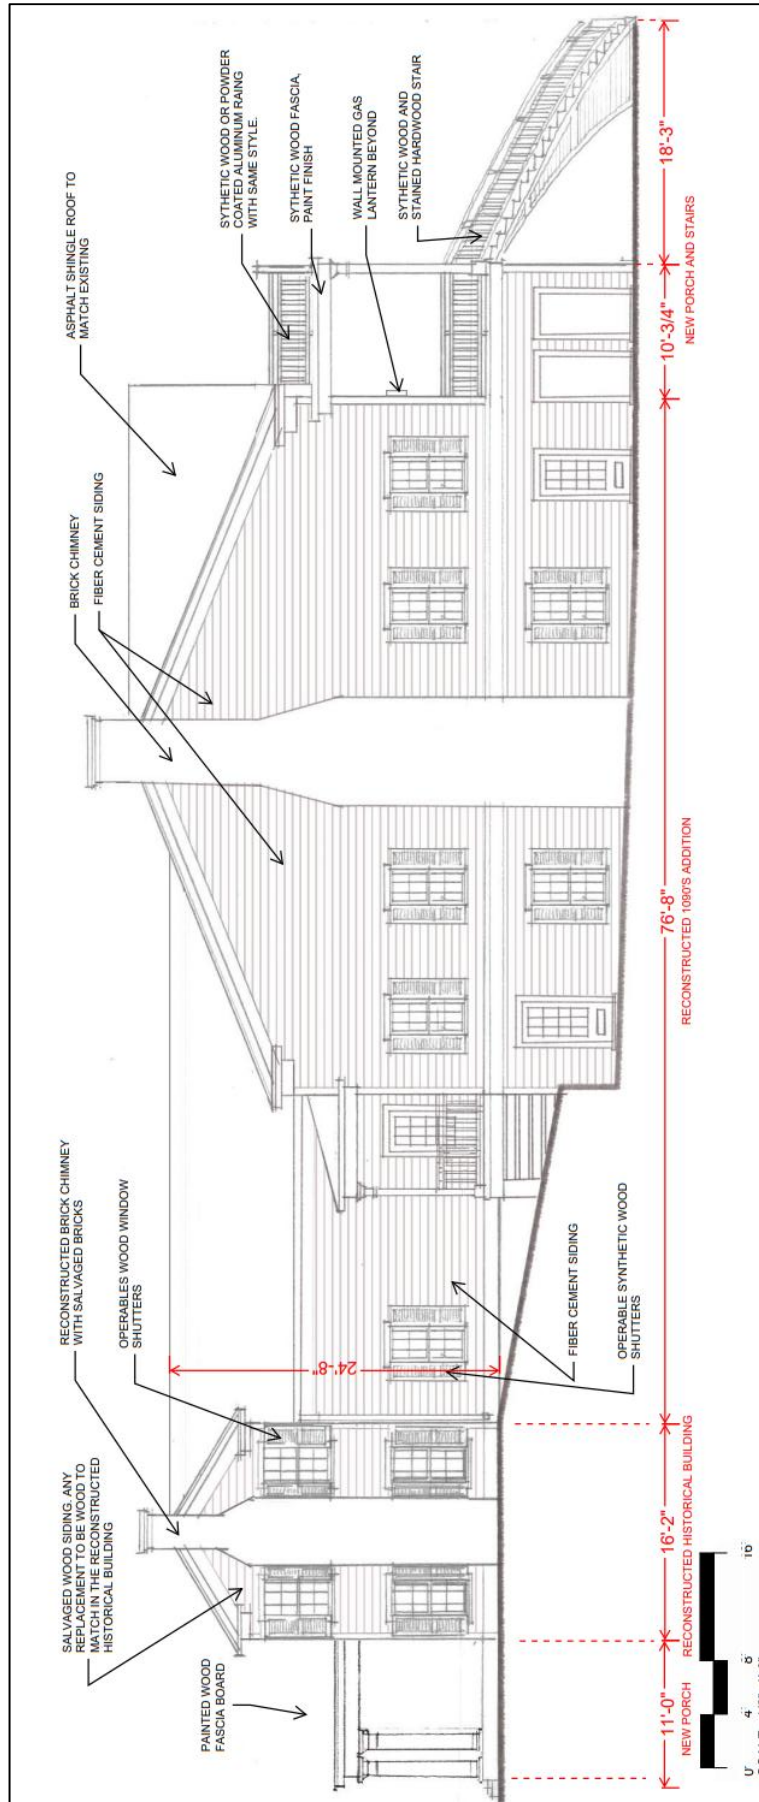 SALVAGED WOOD SIDING. ANY
REPLACEMENT TO BE WOOD TO
MATCH IN THE RECONSTRUCTED
HISTORICAL BUILDING
RECONSTRUCTED BRICK CHIMNEY
WITH SALVAGED BRICKS
OPERABLES WOOD WINDOW
SHUTTERS
PAINTED WOOD
FASCIA BOARD
BRICK CHIMNEY
FIBER CEMENT SIDING
ASPHALT SHINGLE ROOF TO
MATCH EXISTING
SYTHETIC WOOD OR POWDER
COATED ALUMINUM RAING
WITH SAME STYLE.
SYTHETIC WOOD FASCIA,
PAINT FINISH
WALL MOUNTED GAS
LANTERN BEYOND
SYTHETIC WOOD AND
STAINED HARDWOOD STAIR
24'-8"
FIBER CEMENT SIDING
OPERABLE SYNTHETIC WOOD
SHUTTERS
11'-0"
16'-2"
76'-8"
10'-3/4"
18'-3"
NEW PORCH
RECONSTRUCTED HISTORICAL BUILDING
RECONSTRUCTED 1090'S ADDITION
NEW PORCH AND STAIRS
0' 4' 8' 16'